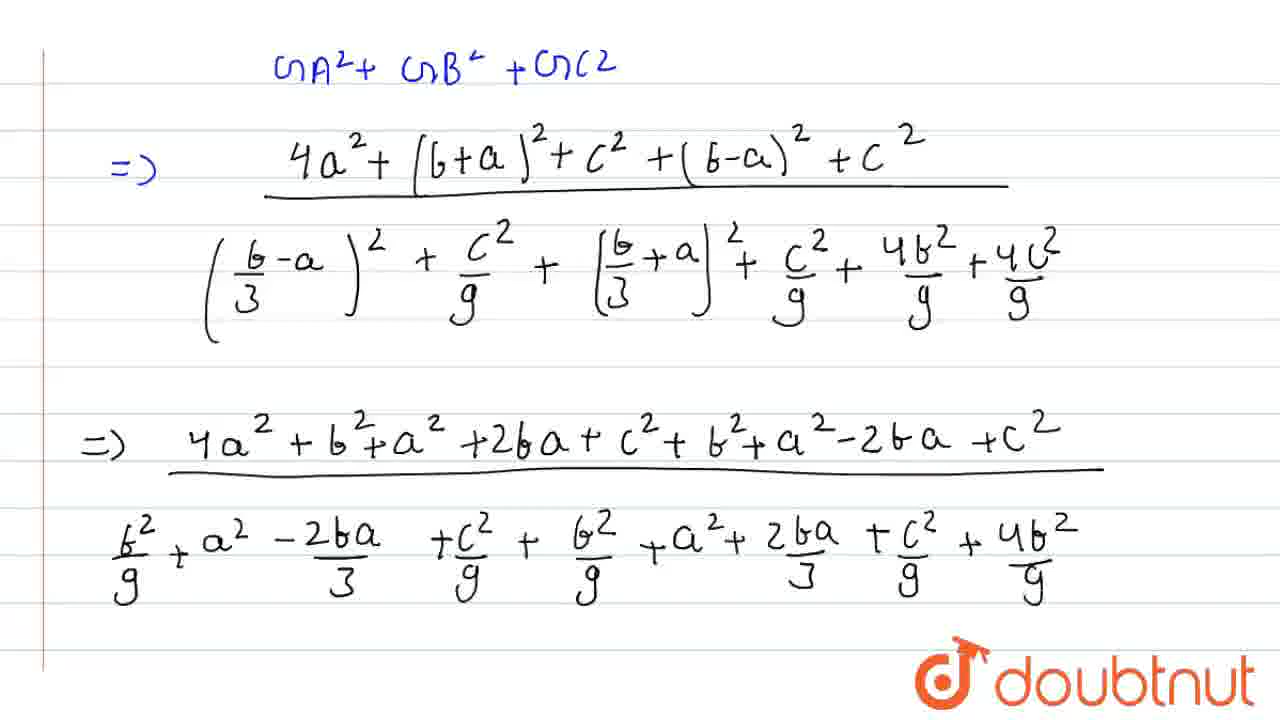 GA² + GB² + GC2
=> 4a² + (b+a)² + c² + (b-a)² + c²
(b/3 - a)² + c²/9 + (b/3 + a)² + c²/9 + 4b²/9 + 4c²/9
=> 4a² + b² + a² + 2ba + c² + b² + a² - 2ba + c²
b²/9 + a² - 2ba/3 + c²/9 + b²/9 + a² + 2ba/3 + c²/9 + 4b²/9
doubtnut